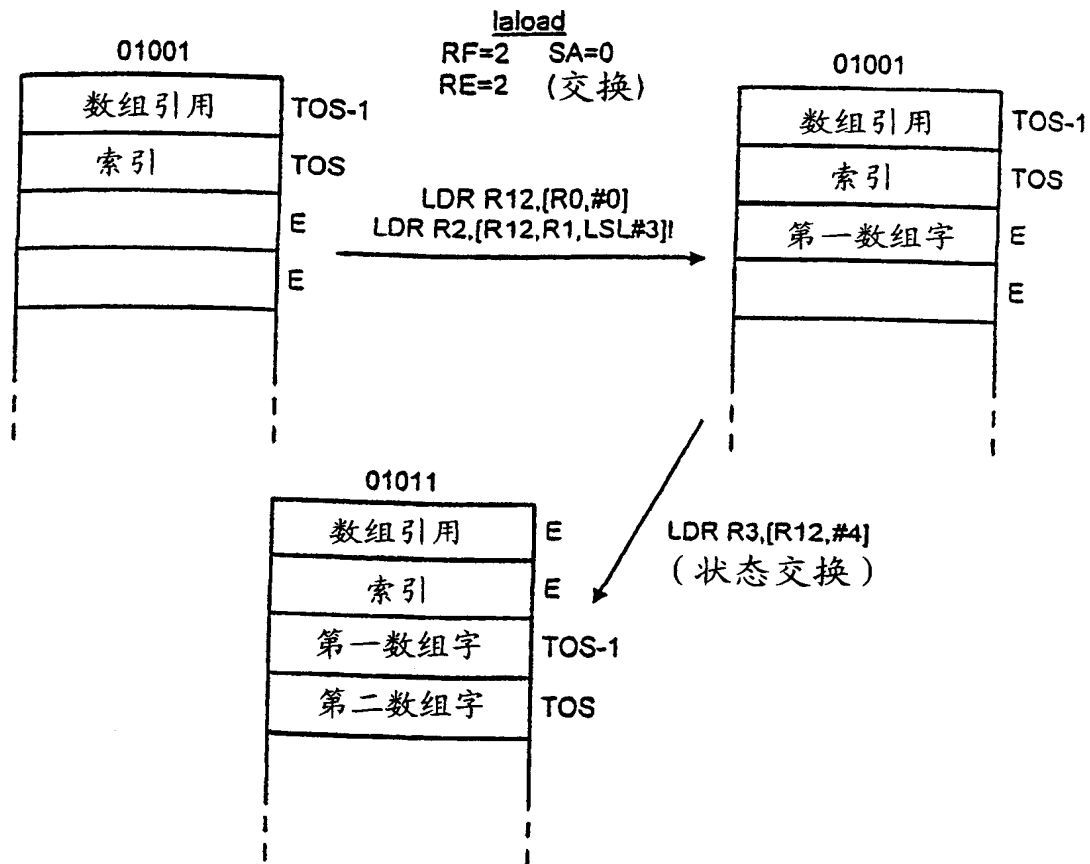 laload
RF=2 SA=0
RE=2 (交换)
01001
数组引用 TOS-1
索引 TOS
E
E
LDR R12,[R0,#0]
LDR R2,[R12,R1,LSL#3]!
01001
数组引用 TOS-1
索引 TOS
第一数组字 E
E
LDR R3,[R12,#4]
(状态交换)
01011
数组引用 E
索引 E
第一数组字 TOS-1
第二数组字 TOS